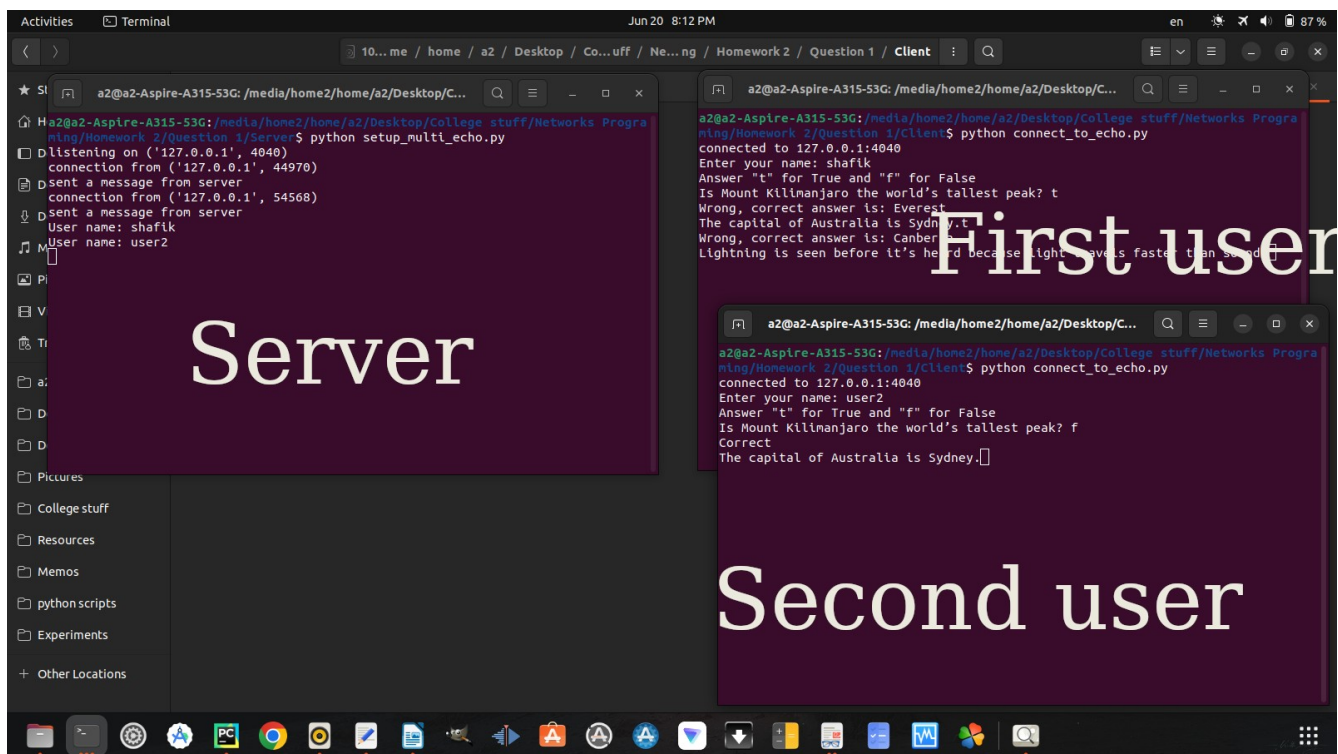 Activities Terminal Jun 20 8:12 PM en 87 %
10... me / home / a2 / Desktop / Co...uff / Ne... ng / Homework 2 / Question 1 / Client
a2@a2-Aspire-A315-53G: /media/home2/home/a2/Desktop/C...
a2@a2-Aspire-A315-53G:/media/home2/home/a2/Desktop/College stuff/Networks Progra
ming/Homework 2/Question 1/Server$ python setup_multi_echo.py
listening on ('127.0.0.1', 4040)
connection from ('127.0.0.1', 44970)
sent a message from server
connection from ('127.0.0.1', 54568)
sent a message from server
User name: shafik
User name: user2
Server
a2@a2-Aspire-A315-53G: /media/home2/home/a2/Desktop/C...
a2@a2-Aspire-A315-53G:/media/home2/home/a2/Desktop/College stuff/Networks Progra
ming/Homework 2/Question 1/Client$ python connect_to_echo.py
connected to 127.0.0.1:4040
Enter your name: shafik
Answer "t" for True and "f" for False
Is Mount Kilimanjaro the world's tallest peak? t
Wrong, correct answer is: Everest
The capital of Australia is Sydney.t
Wrong, correct answer is: Canberra
Lightning is seen before it's heard because light travels faster than sound.
First user
a2@a2-Aspire-A315-53G: /media/home2/home/a2/Desktop/C...
a2@a2-Aspire-A315-53G:/media/home2/home/a2/Desktop/College stuff/Networks Progra
ming/Homework 2/Question 1/Client$ python connect_to_echo.py
connected to 127.0.0.1:4040
Enter your name: user2
Answer "t" for True and "f" for False
Is Mount Kilimanjaro the world's tallest peak? f
Correct
The capital of Australia is Sydney.
Second user
Pictures
College stuff
Resources
Memos
python scripts
Experiments
+ Other Locations